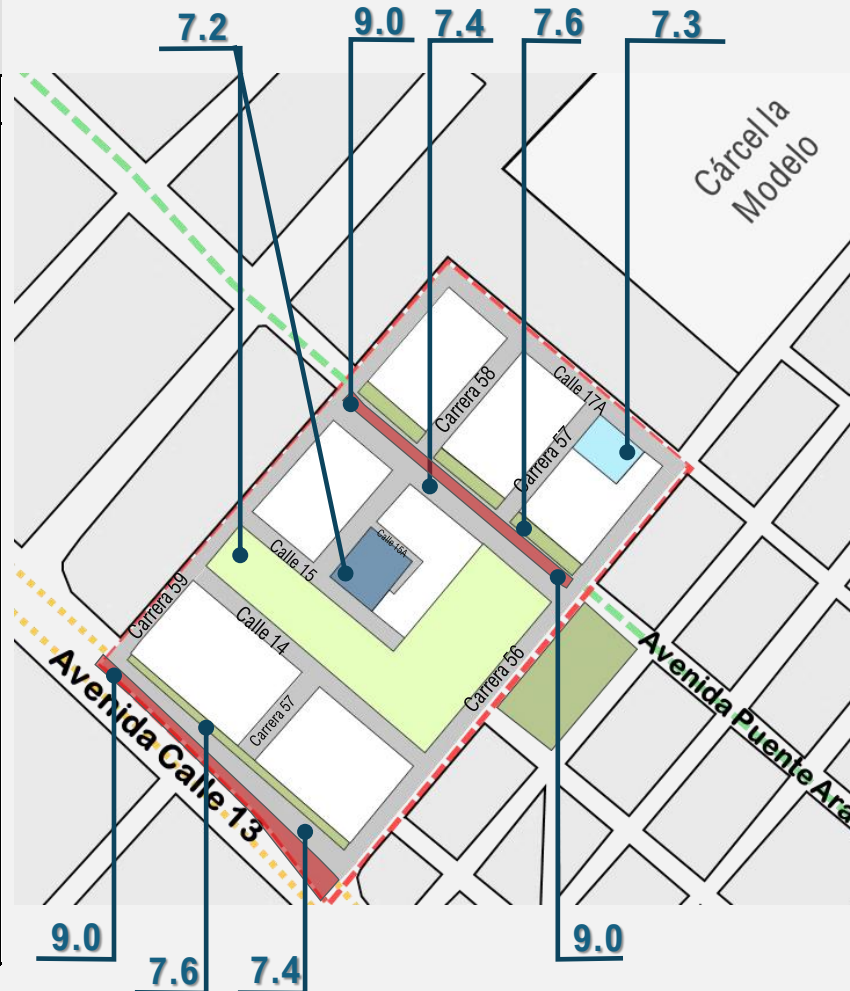 7.2
9.0
7.4
7.6
7.3
Cárcel la
Modelo
Calle 17A
Carrera 58
Carrera 57
Calle 15A
Calle 15
Carrera 59
Calle 14
Carrera 56
Carrera 57
Avenida Calle 13
Avenida Puente Ara
9.0
7.6
7.4
9.0